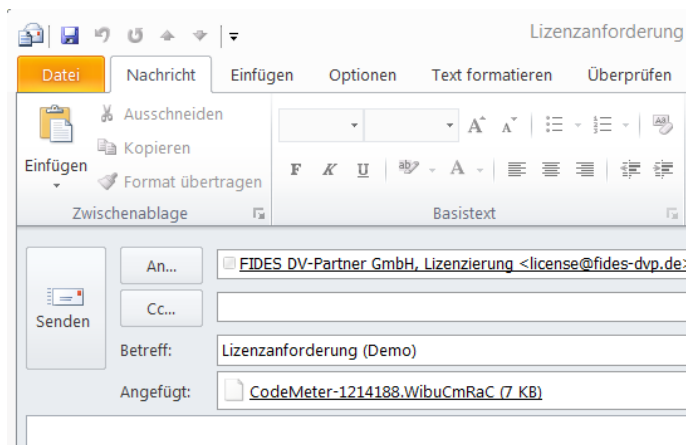 Lizenzanforderung
Datei Nachricht Einfügen Optionen Text formatieren Überprüfen
Ausschneiden
Kopieren
Einfügen
Format übertragen
F K U ab A
Zwischenablage Basistext
An... FIDES DV-Partner GmbH, Lizenzierung <license@fides-dvp.de>
Cc...
Senden
Betreff: Lizenzanforderung (Demo)
Angefügt: CodeMeter-1214188.WibuCmRaC (7 KB)